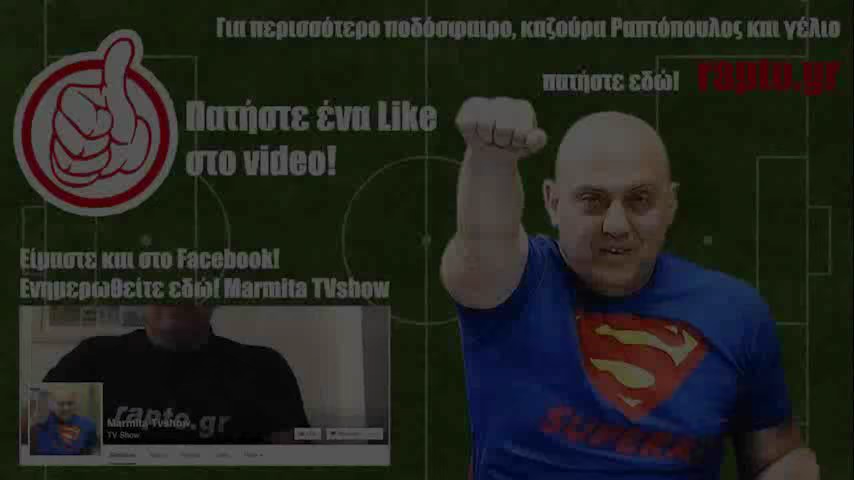 Για περισσότερο ποδόσφαιρο, καζούρα Ραπτόπουλος και γέλιο
πατήστε εδώ! rapto.gr
Πατήστε ένα Like
στο video!
Είμαστε και στο Facebook!
Ενημερωθείτε εδώ! Marmita TVshow
rapto.gr
Marmita Tvshow
TV Show